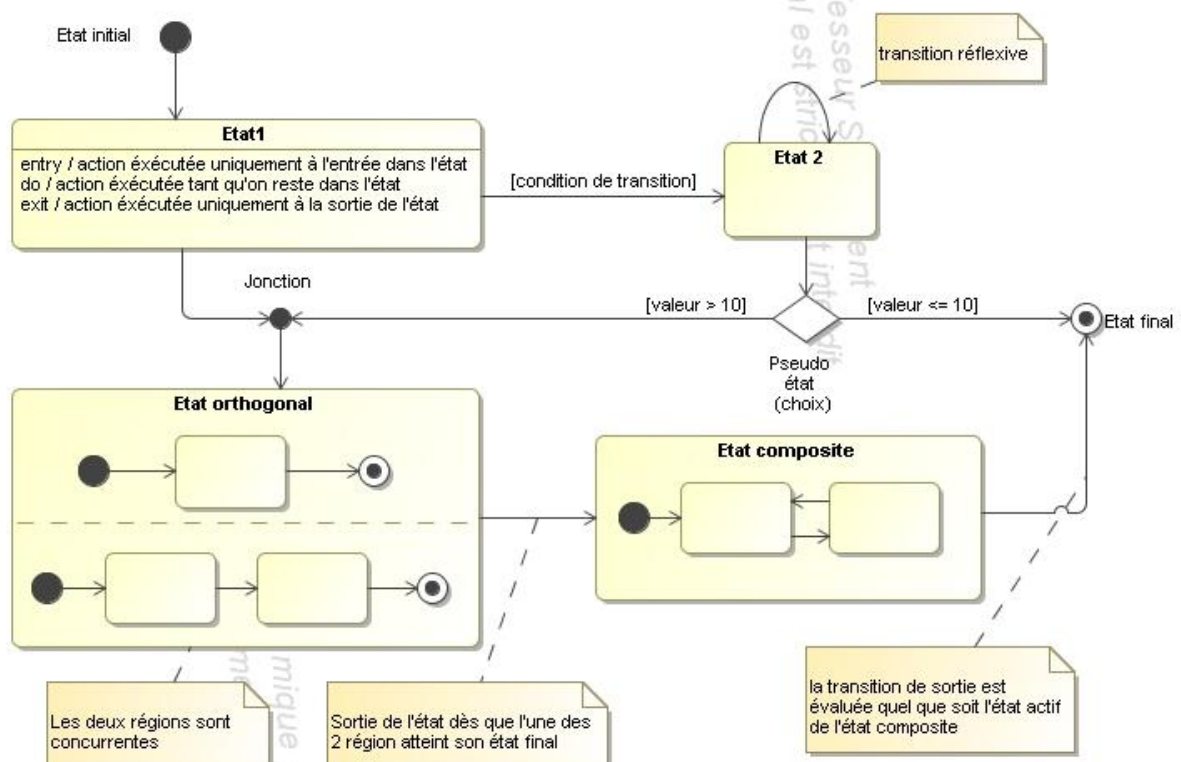 Etat initial
transition réflexive
Etat1
entry / action éxécutée uniquement à l'entrée dans l'état
do / action éxécutée tant qu'on reste dans l'état
exit / action éxécutée uniquement à la sortie de l'état
[condition de transition]
Etat 2
Jonction
[valeur > 10]
[valeur <= 10]
Etat final
Pseudo
état
(choix)
Etat orthogonal
Etat composite
Les deux régions sont
concurrentes
Sortie de l'état dès que l'une des
2 région atteint son état final
la transition de sortie est
évaluée quel que soit l'état actif
de l'état composite